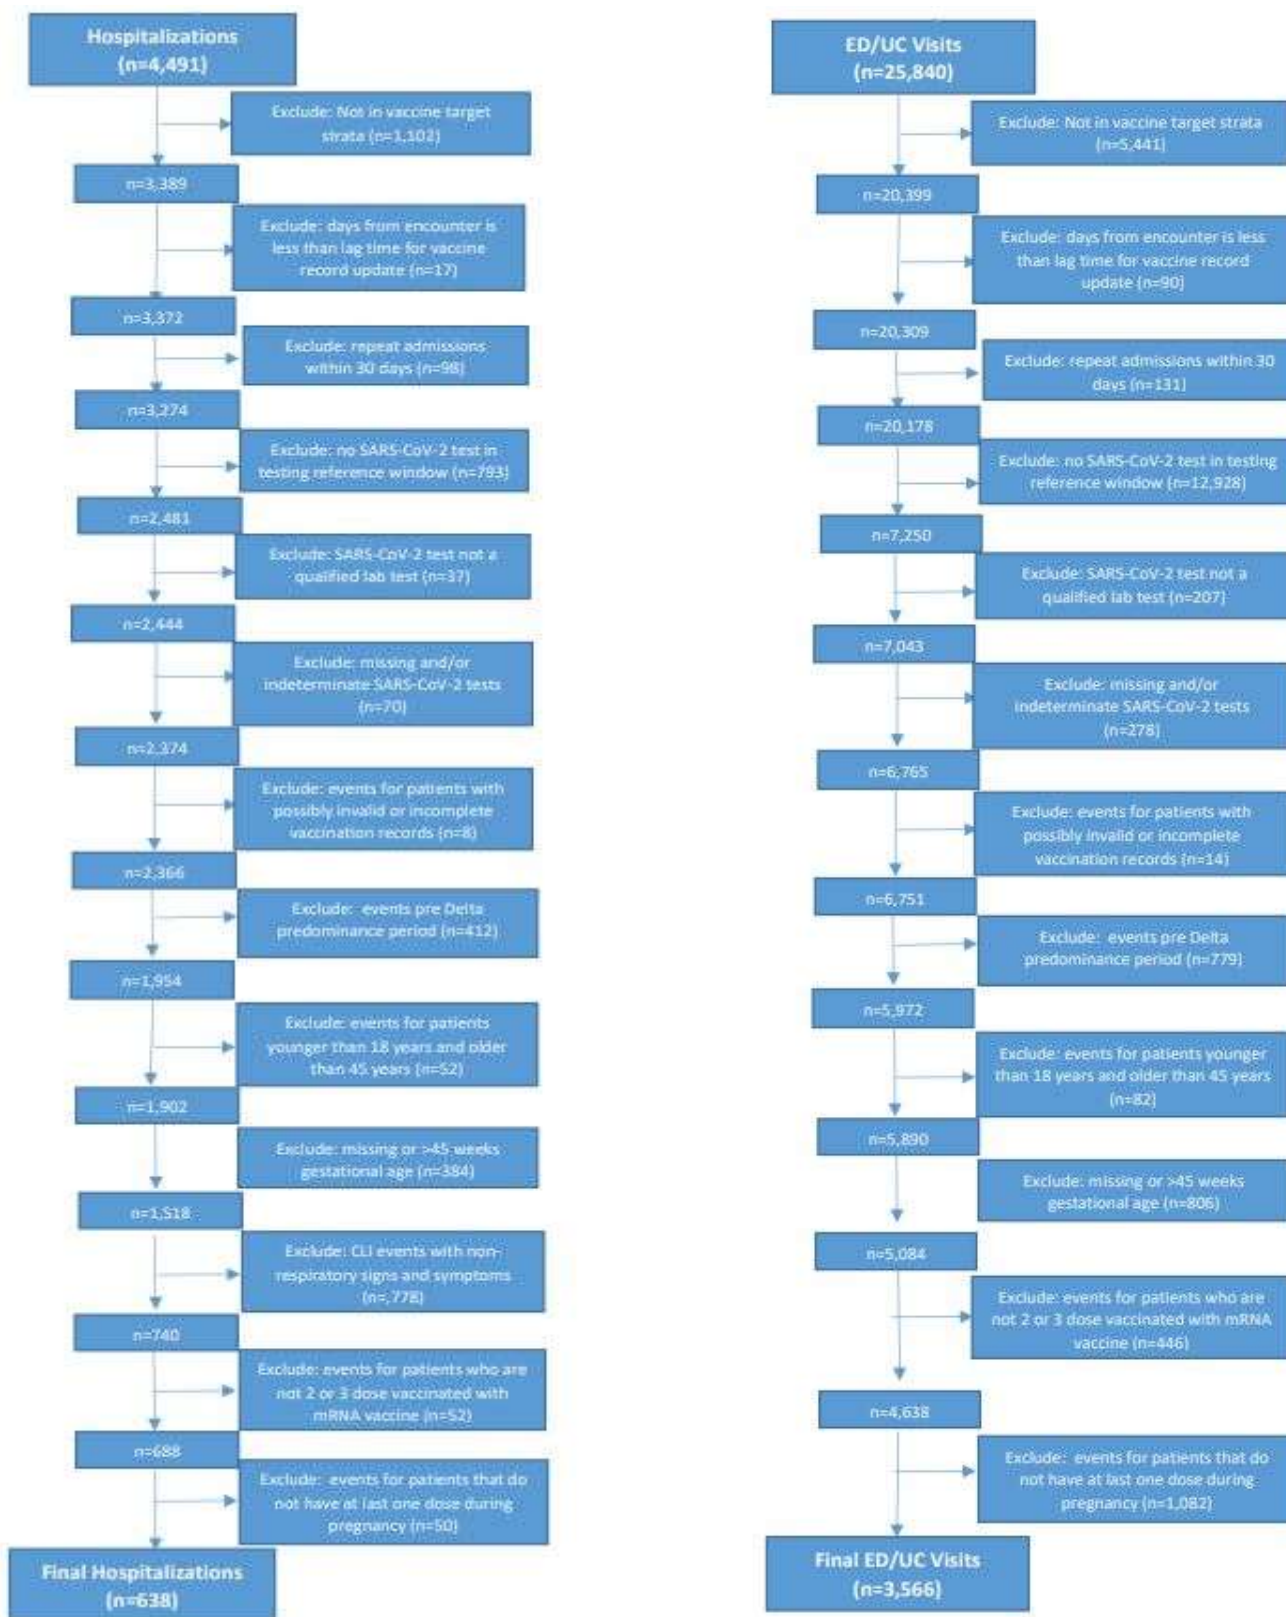 Hospitalizations
(n=4,491)
Exclude: Not in vaccine target
strata (n=1,102)
n=3,389
Exclude: days from encounter is
less than lag time for vaccine
record update (n=17)
n=3,372
Exclude: repeat admissions
within 30 days (n=98)
n=3,274
Exclude: no SARS-CoV-2 test in
testing reference window (n=793)
n=2,481
Exclude: SARS-CoV-2 test not a
qualified lab test (n=37)
n=2,444
Exclude: missing and/or
indeterminate SARS-CoV-2 tests
(n=70)
n=2,374
Exclude: events for patients with
possibly invalid or incomplete
vaccination records (n=8)
n=2,366
Exclude: events pre Delta
predominance period (n=412)
n=1,954
Exclude: events for patients
younger than 18 years and older
than 45 years (n=52)
n=1,902
Exclude: missing or >45 weeks
gestational age (n=384)
n=1,518
Exclude: CLI events with non-
respiratory signs and symptoms
(n=,778)
n=740
Exclude: events for patients who are
not 2 or 3 dose vaccinated with
mRNA vaccine (n=52)
n=688
Exclude: events for patients that do
not have at last one dose during
pregnancy (n=50)
Final Hospitalizations
(n=638)
ED/UC Visits
(n=25,840)
Exclude: Not in vaccine target strata
(n=5,441)
n=20,399
Exclude: days from encounter is less
than lag time for vaccine record
update (n=90)
n=20,309
Exclude: repeat admissions within 30
days (n=131)
n=20,178
Exclude: no SARS-CoV-2 test in testing
reference window (n=12,928)
n=7,250
Exclude: SARS-CoV-2 test not a
qualified lab test (n=207)
n=7,043
Exclude: missing and/or
indeterminate SARS-CoV-2 tests
(n=278)
n=6,765
Exclude: events for patients with
possibly invalid or incomplete
vaccination records (n=14)
n=6,751
Exclude: events pre Delta
predominance period (n=779)
n=5,972
Exclude: events for patients younger
than 18 years and older than 45 years
(n=82)
n=5,890
Exclude: missing or >45 weeks
gestational age (n=806)
n=5,084
Exclude: events for patients who are
not 2 or 3 dose vaccinated with mRNA
vaccine (n=446)
n=4,638
Exclude: events for patients that do
not have at last one dose during
pregnancy (n=1,082)
Final ED/UC Visits
(n=3,566)